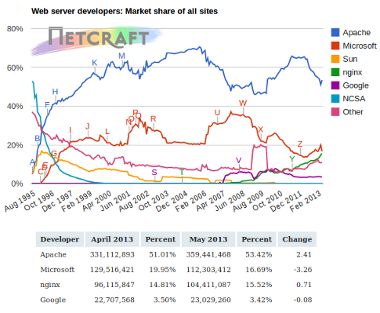 Web server developers: Market share of all sites
NETCRAFT
80%
60%
40%
20%
0%
Apache
Microsoft
Sun
nginx
Google
NCSA
Other
Aug 1995
Oct 1996
Dec 1997
Feb 1999
Apr 2000
Jun 2001
Aug 2002
Oct 2003
Dec 2004
Feb 2006
Apr 2007
Jun 2008
Aug 2009
Oct 2010
Dec 2011
Feb 2013
Developer April 2013 Percent May 2013 Percent Change
Apache 331,112,893 51.01% 359,441,468 53.42% 2.41
Microsoft 129,516,421 19.95% 112,303,412 16.69% -3.26
nginx 96,115,847 14.81% 104,411,087 15.52% 0.71
Google 22,707,568 3.50% 23,029,260 3.42% -0.08